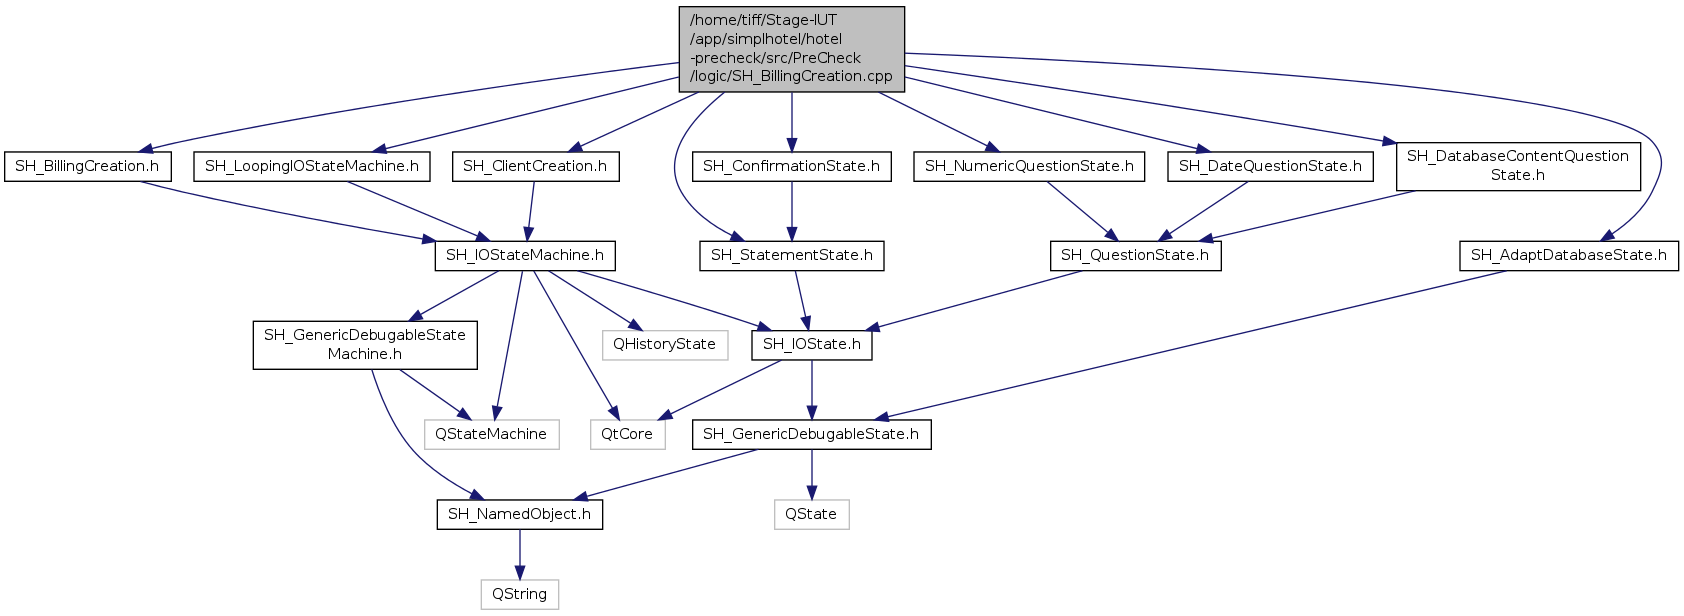 /home/tiff/Stage-IUT
/app/simplhotel/hotel
-precheck/src/PreCheck
/logic/SH_BillingCreation.cpp
SH_BillingCreation.h
SH_LoopingIOStateMachine.h
SH_ClientCreation.h
SH_ConfirmationState.h
SH_NumericQuestionState.h
SH_DateQuestionState.h
SH_DatabaseContentQuestion
State.h
SH_IOStateMachine.h
SH_StatementState.h
SH_QuestionState.h
SH_AdaptDatabaseState.h
SH_GenericDebugableState
Machine.h
QHistoryState
SH_IOState.h
QStateMachine
QtCore
SH_GenericDebugableState.h
SH_NamedObject.h
QState
QString